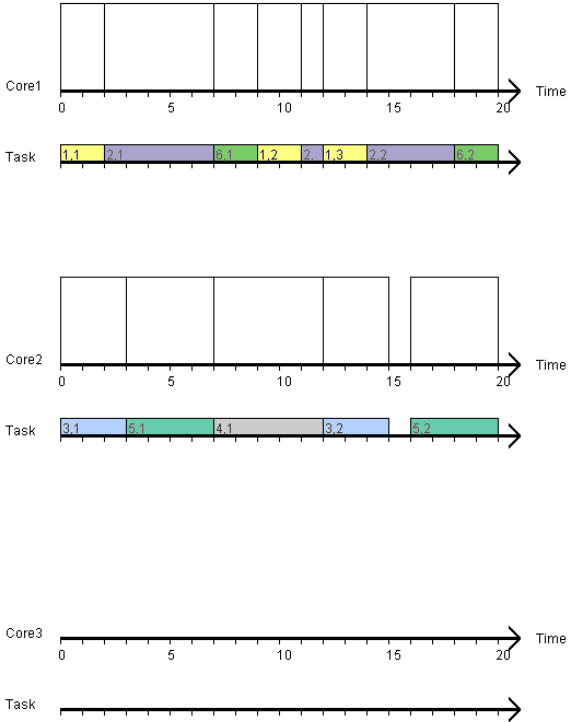 Core1 Time
0 5 10 15 20
Task 1,1 2.1 6.1 1,2 2. 1,3 2.2 6.2
Core2 Time
0 5 10 15 20
Task 3,1 5.1 4,1 3,2 5.2
Core3 Time
0 5 10 15 20
Task